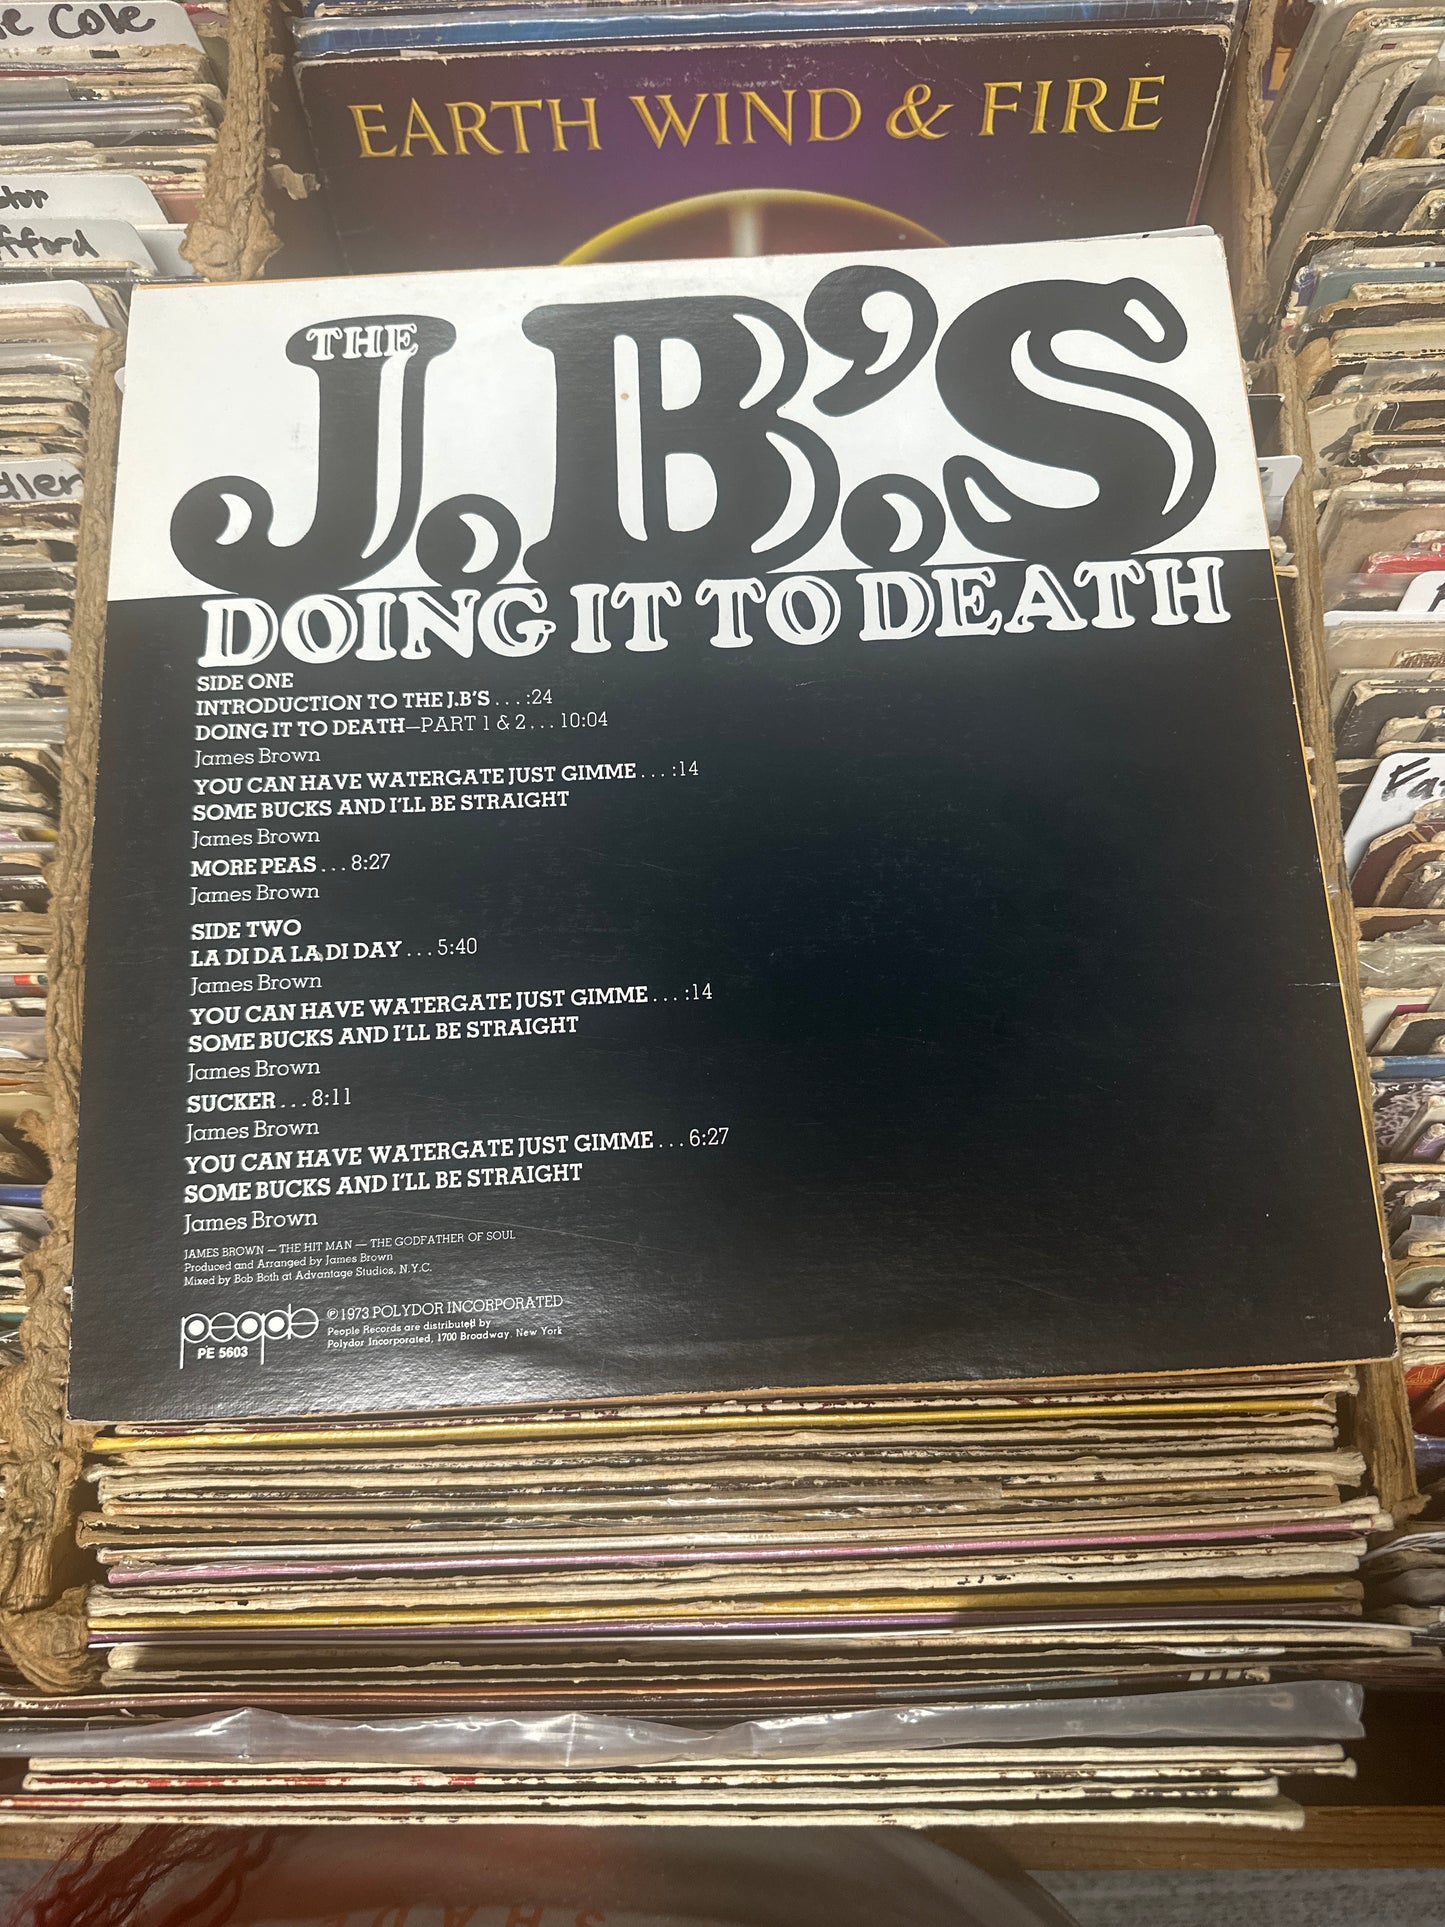 Cole
EARTH WIND & FIRE
THE
J.B.'S
DOING IT TO DEATH
SIDE ONE
INTRODUCTION TO THE J.B'S . . . :24
DOING IT TO DEATH—PART 1 & 2 . . . 10:04
James Brown
YOU CAN HAVE WATERGATE JUST GIMME . . . :14
SOME BUCKS AND I'LL BE STRAIGHT
James Brown
MORE PEAS . . . 8:27
James Brown
SIDE TWO
LA DI DA LA DI DAY . . . 5:40
James Brown
YOU CAN HAVE WATERGATE JUST GIMME . . . :14
SOME BUCKS AND I'LL BE STRAIGHT
James Brown
SUCKER . . . 8:11
James Brown
YOU CAN HAVE WATERGATE JUST GIMME . . . 6:27
SOME BUCKS AND I'LL BE STRAIGHT
James Brown
JAMES BROWN — THE HIT MAN — THE GODFATHER OF SOUL
Produced and Arranged by James Brown
Mixed by Bob Both at Advantage Studios, N.Y.C.
people
PE 5603
℗ 1973 POLYDOR INCORPORATED
People Records are distributed by
Polydor Incorporated, 1700 Broadway, New York